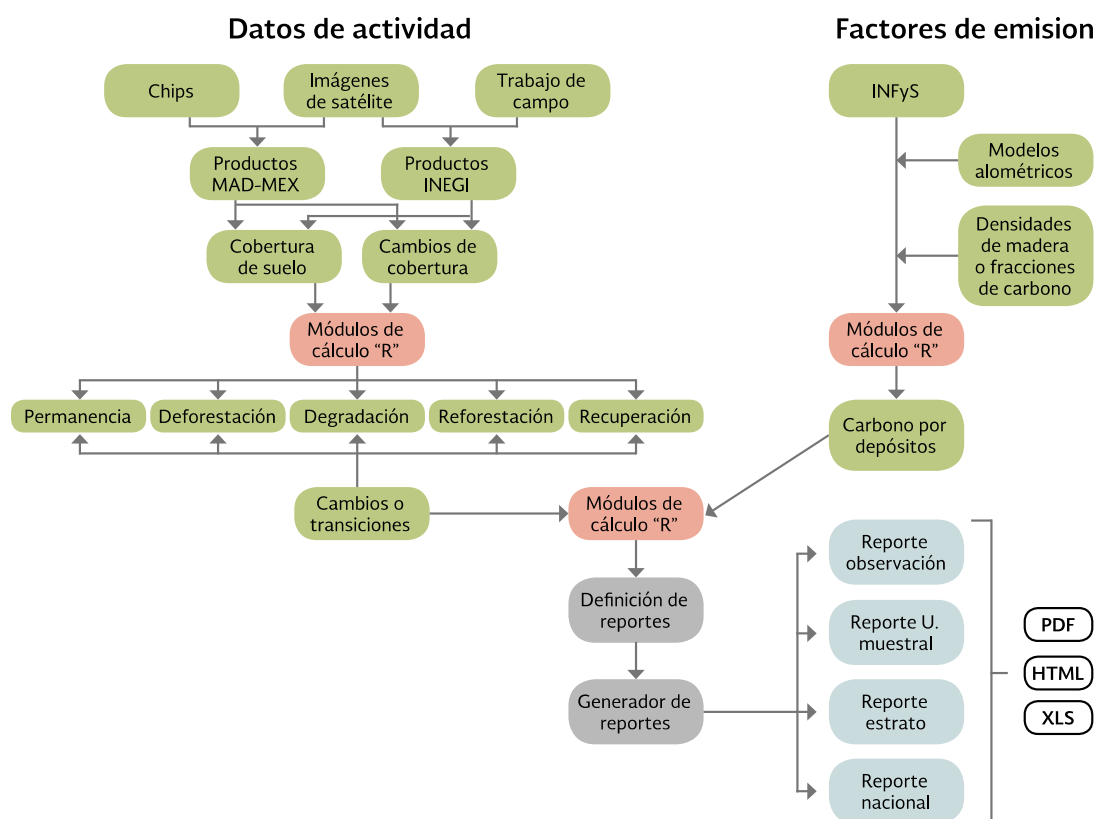 Datos de actividad
Factores de emision
Chips
Imágenes
de satélite
Trabajo de
campo
INFyS
Productos
MAD-MEX
Productos
INEGI
Modelos
alométricos
Cobertura
de suelo
Cambios de
cobertura
Densidades
de madera
o fracciones
de carbono
Módulos de
cálculo “R”
Módulos de
cálculo “R”
Permanencia
Deforestación
Degradación
Reforestación
Recuperación
Carbono por
depósitos
Cambios o
transiciones
Módulos de
cálculo “R”
Reporte
observación
Definición de
reportes
Reporte U.
muestral
Generador de
reportes
Reporte
estrato
Reporte
nacional
PDF
HTML
XLS